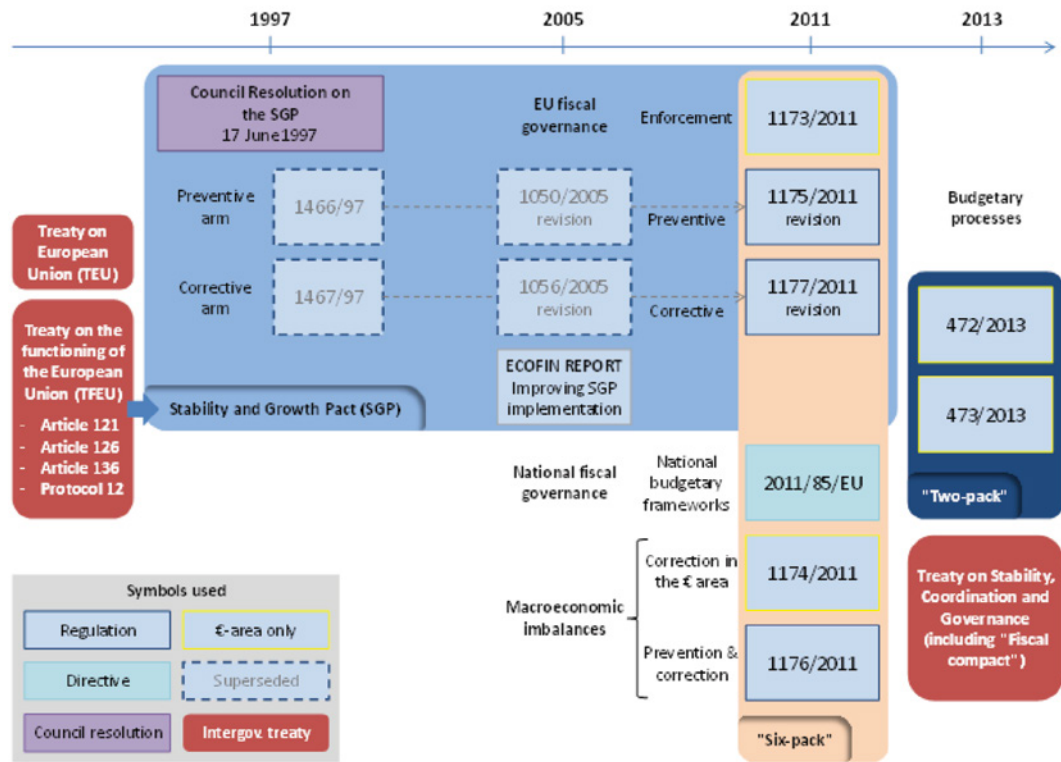 1997
2005
2011
2013
Council Resolution on
the SGP
17 June 1997
EU fiscal
governance
Enforcement
1173/2011
Preventive
arm
1466/97
1050/2005
revision
Preventive
1175/2011
revision
Budgetary
processes
Treaty on
European
Union (TEU)
Corrective
arm
1467/97
1056/2005
revision
Corrective
1177/2011
revision
472/2013
Treaty on the
functioning of
the European
Union (TFEU)
- Article 121
- Article 126
- Article 136
- Protocol 12
Stability and Growth Pact (SGP)
ECOFIN REPORT
Improving SGP
implementation
473/2013
"Two-pack"
National fiscal
governance
National
budgetary
frameworks
2011/85/EU
Macroeconomic
imbalances
Correction in
the € area
1174/2011
Prevention &
correction
1176/2011
"Six-pack"
Treaty on Stability,
Coordination and
Governance
(including "Fiscal
compact")
Symbols used
Regulation
€-area only
Directive
Superseded
Council resolution
Intergov. treaty